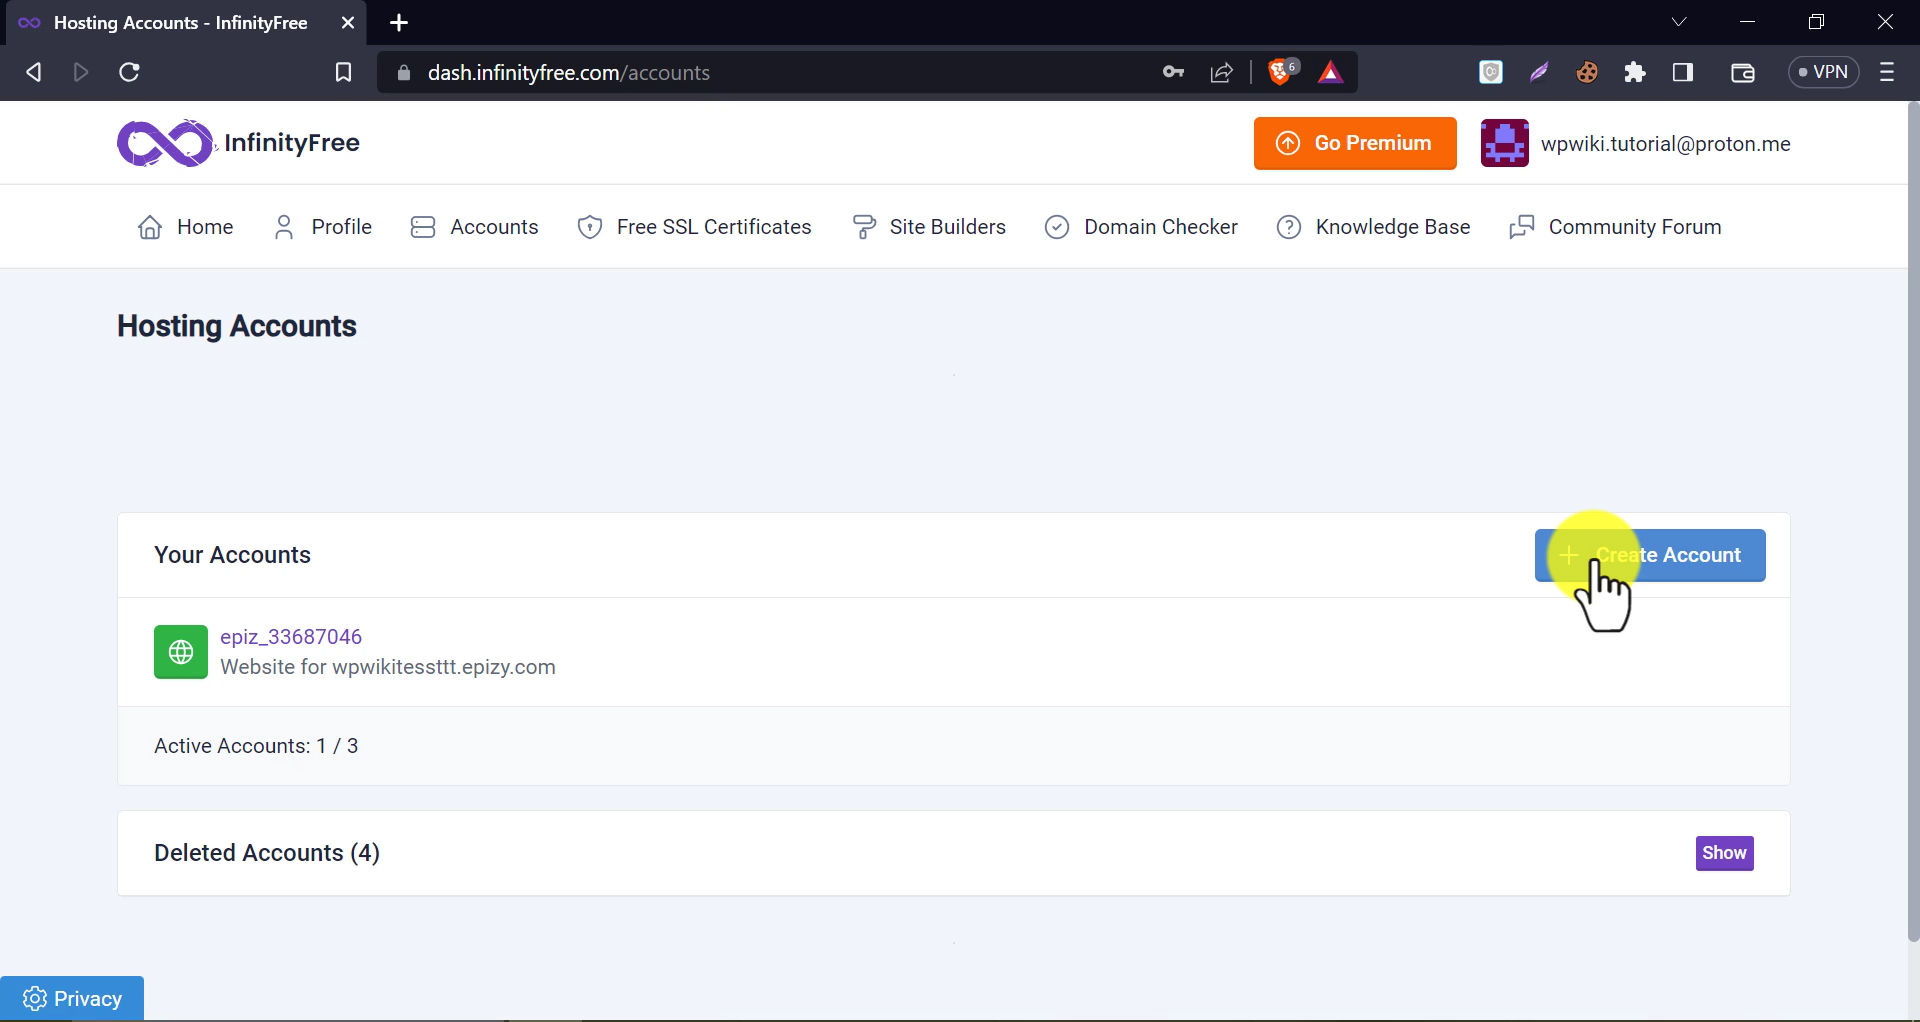 Hosting Accounts - InfinityFree
dash.infinityfree.com/accounts
6
VPN
InfinityFree
Go Premium
wpwiki.tutorial@proton.me
Home Profile Accounts Free SSL Certificates Site Builders Domain Checker Knowledge Base Community Forum
Hosting Accounts
Your Accounts
Create Account
epiz_33687046
Website for wpwikitessttt.epizy.com
Active Accounts: 1 / 3
Deleted Accounts (4)
Show
Privacy